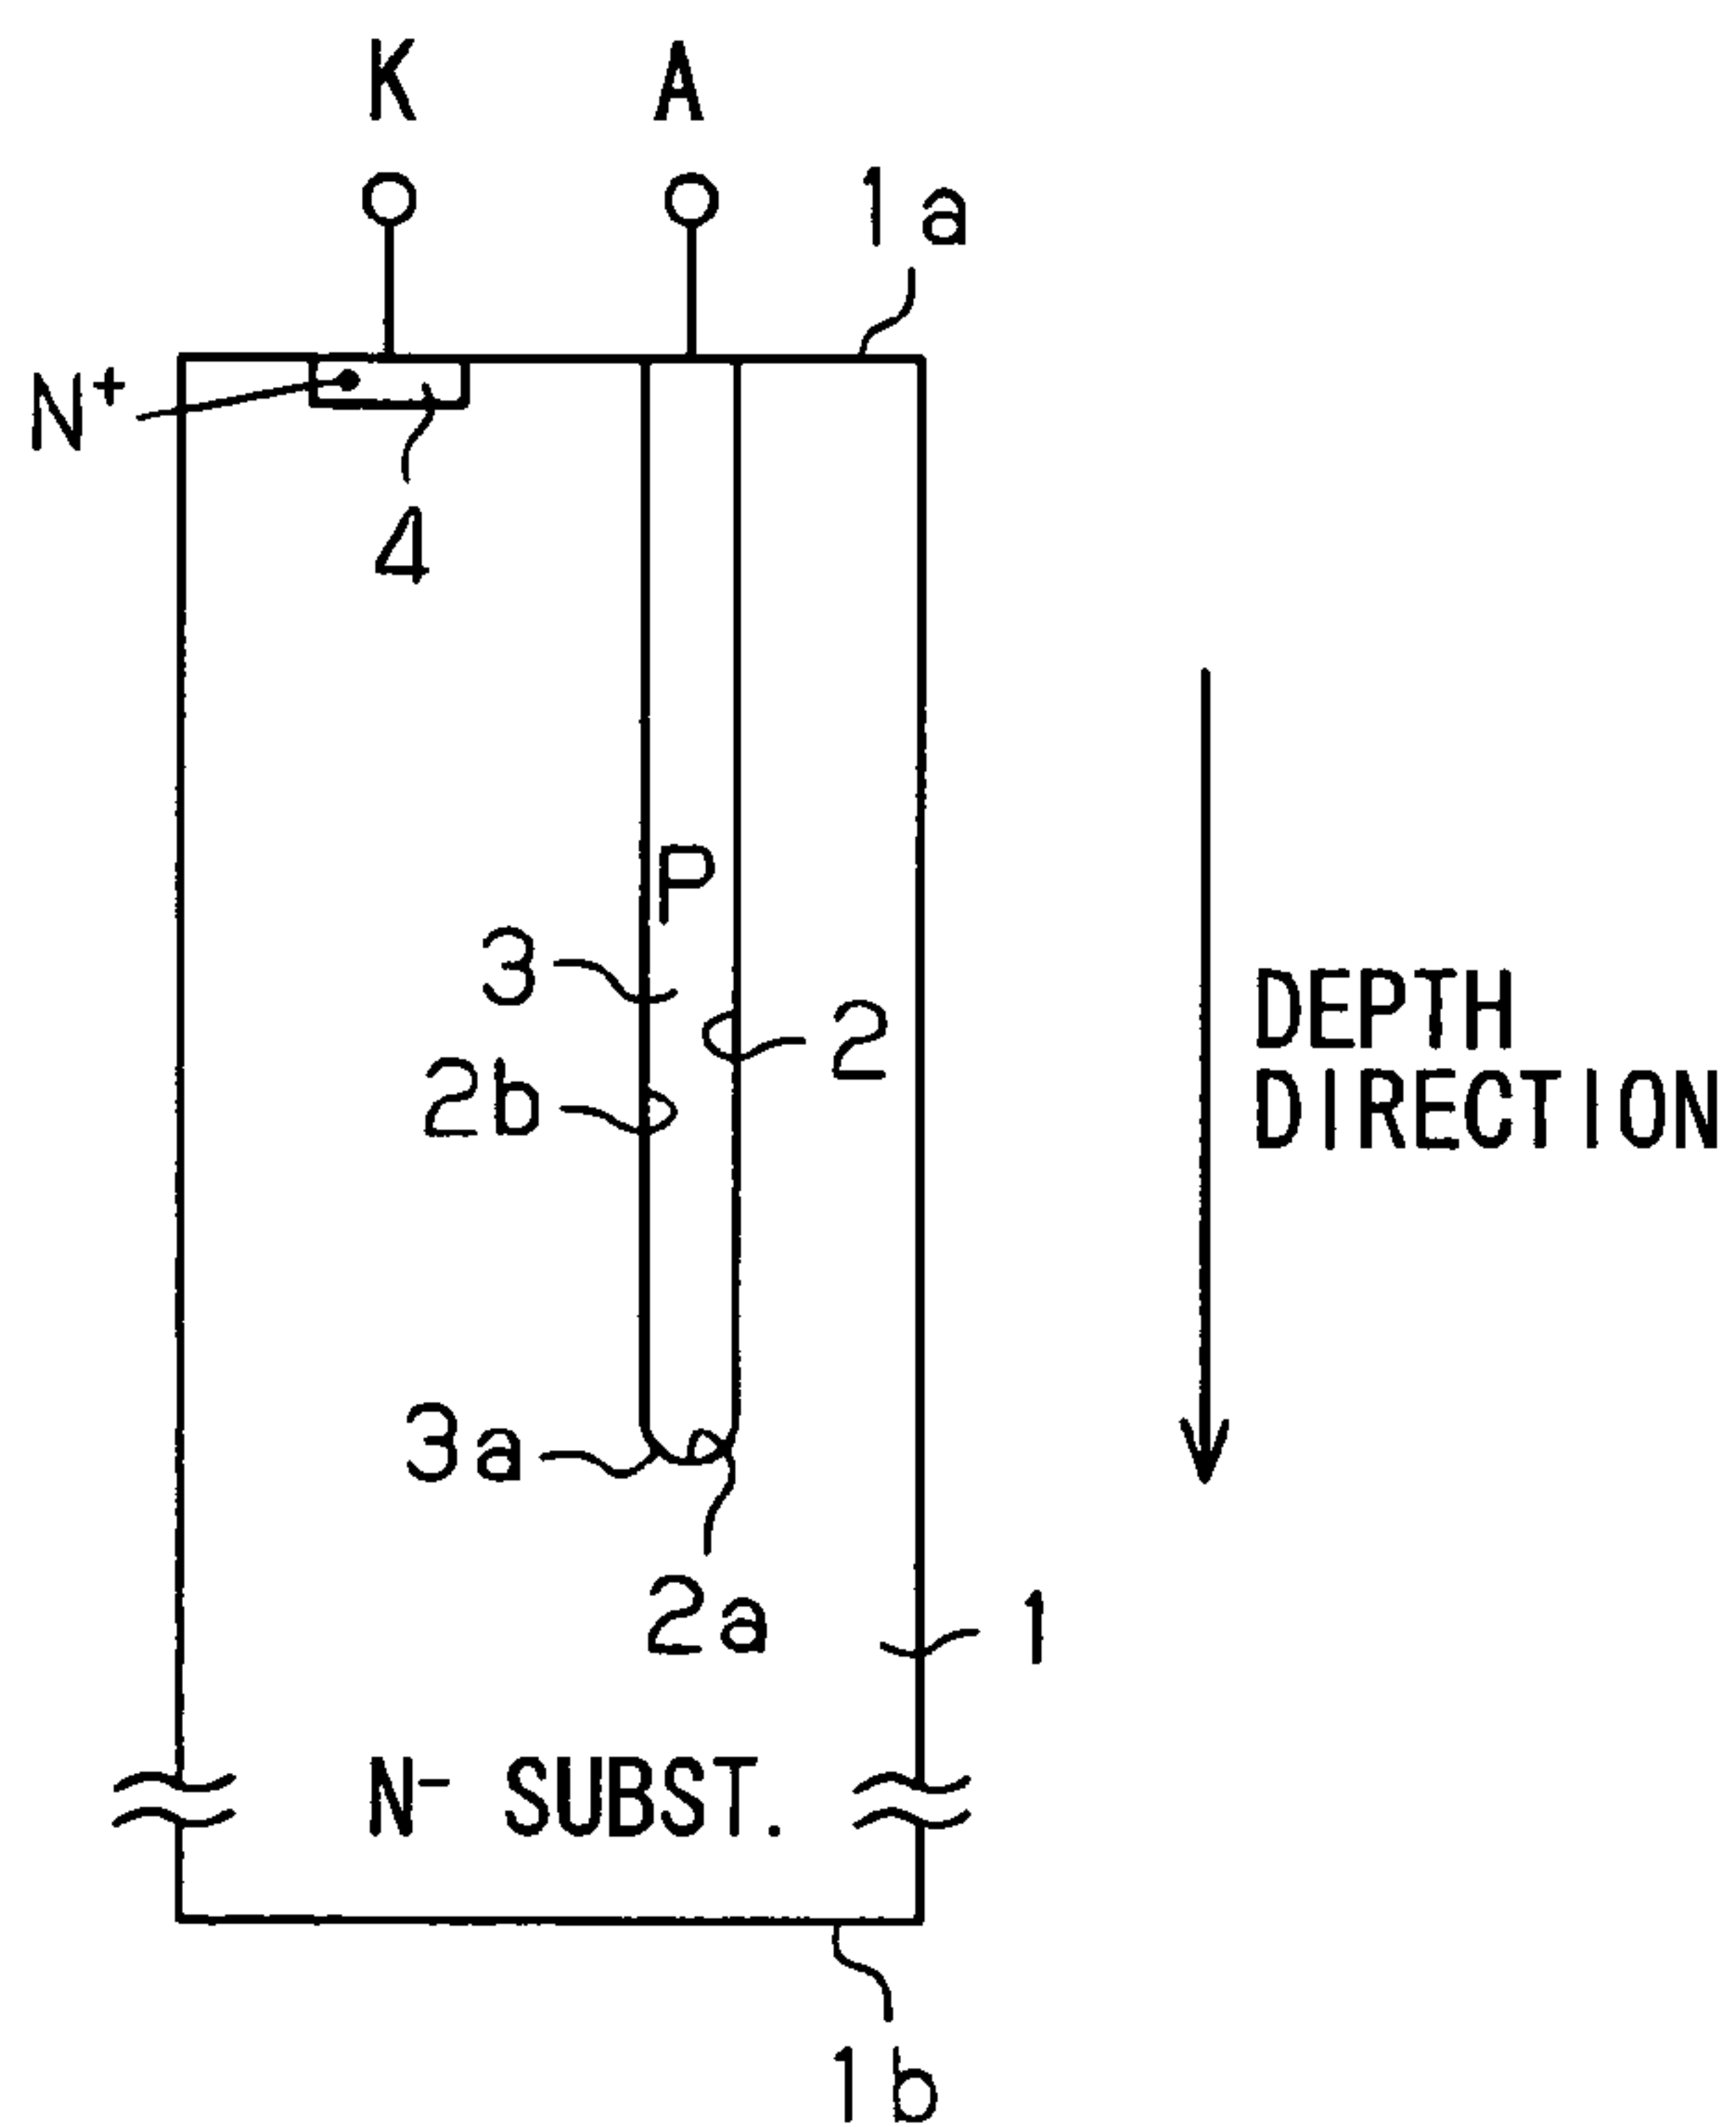 K A
1a
N+
4
P
3
2
2b
DEPTH
DIRECTION
3a
2a
1
N- SUBST.
1b